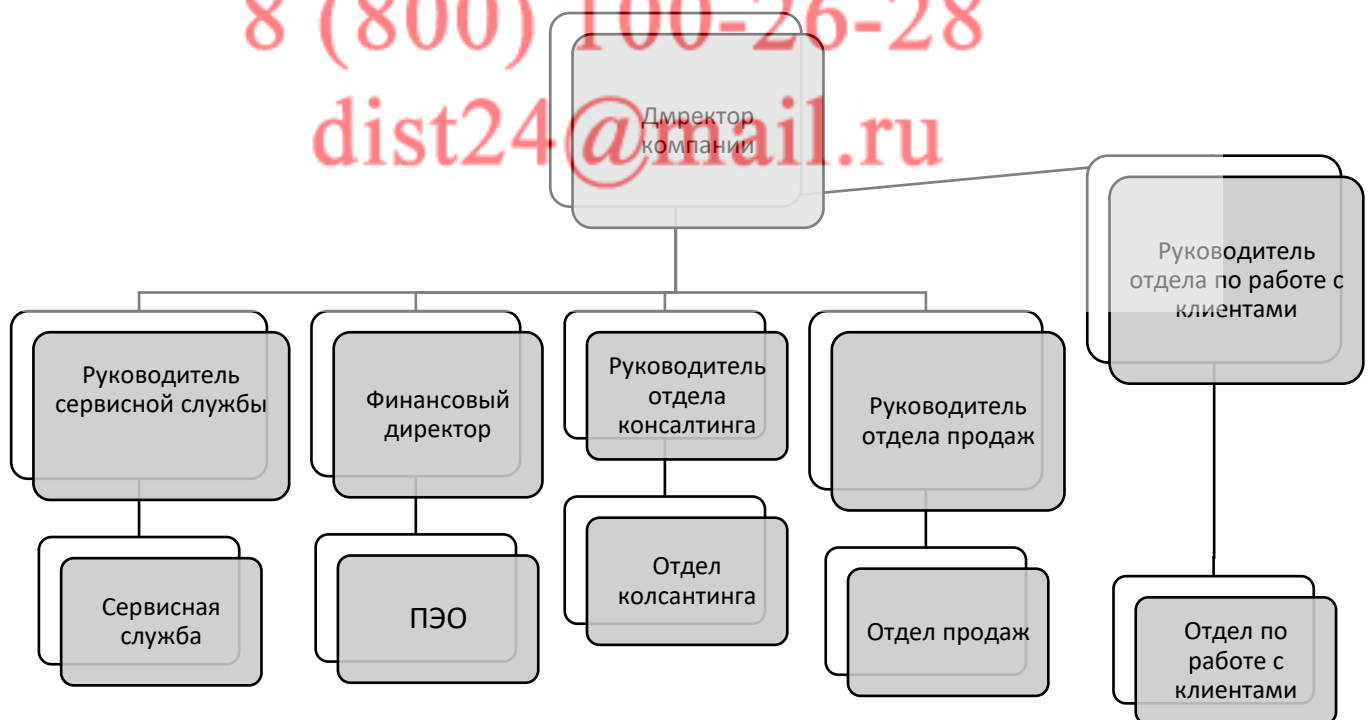 8 (800) 100-26-28
dist24@mail.ru
Дмректор
компании
Руководитель
отдела по работе с
клиентами
Руководитель
сервисной службы
Финансовый
директор
Руководитель
отдела
консалтинга
Руководитель
отдела продаж
Сервисная
служба
ПЭО
Отдел
колсантинга
Отдел продаж
Отдел по
работе с
клиентами